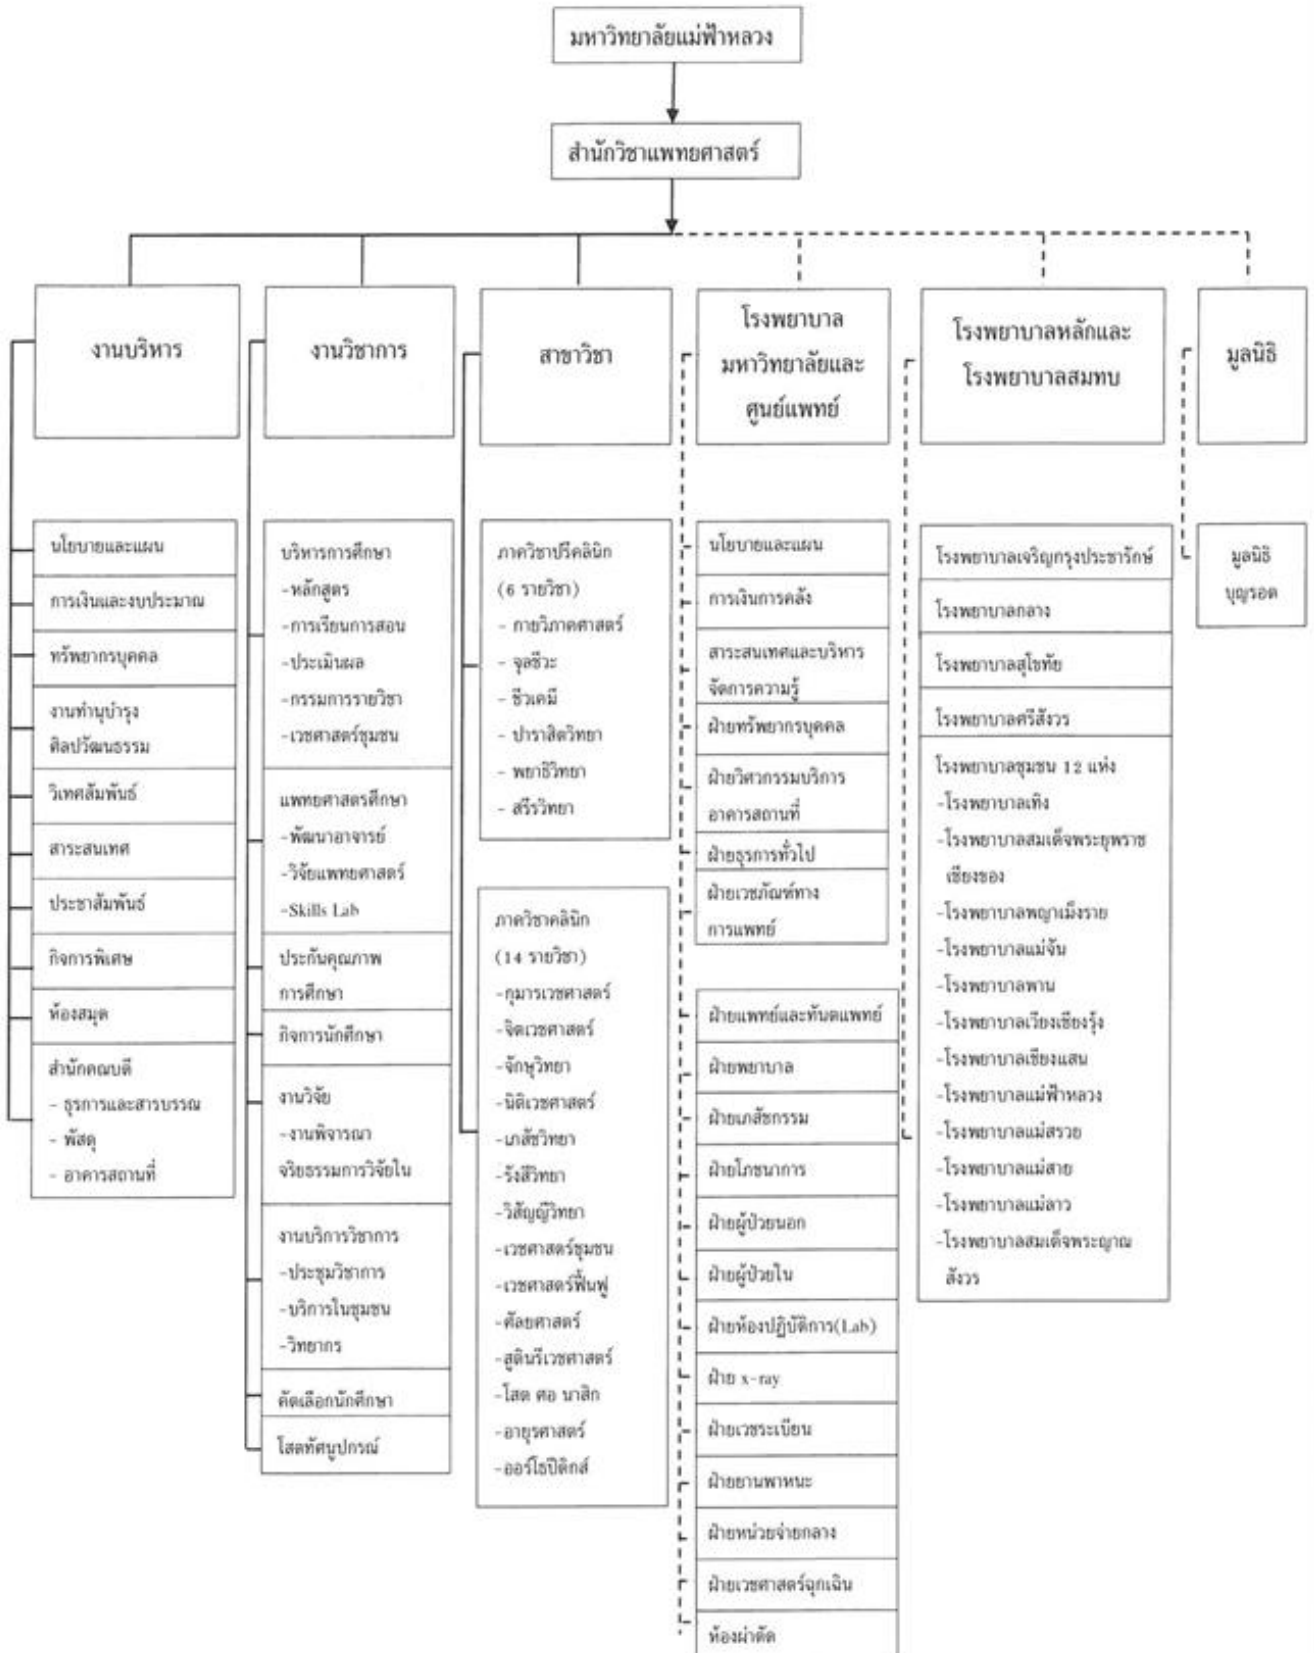 มหาวิทยาลัยแม่ฟ้าหลวง
สำนักวิชาแพทยศาสตร์
งานบริหาร
งานวิชาการ
สาขาวิชา
โรงพยาบาล
มหาวิทยาลัยและ
ศูนย์แพทย์
โรงพยาบาลหลักและ
โรงพยาบาลสมทบ
มูลนิธิ
นโยบายและแผน
การเงินและงบประมาณ
ทรัพยากรบุคคล
งานทำนุบำรุง
ศิลปวัฒนธรรม
วิเทศสัมพันธ์
สาระสนเทศ
ประชาสัมพันธ์
กิจการพิเศษ
ห้องสมุด
สำนักคณบดี
- ธุรการและสารบรรณ
- พัสดุ
- อาคารสถานที่
บริหารการศึกษา
-หลักสูตร
-การเรียนการสอน
-ประเมินผล
-กรรมการรายวิชา
-เวชศาสตร์ชุมชน
แพทยศาสตรศึกษา
-พัฒนาอาจารย์
-วิจัยแพทยศาสตร์
-Skills Lab
ประกันคุณภาพ
การศึกษา
กิจการนักศึกษา
งานวิจัย
-งานพิจารณา
จริยธรรมการวิจัยใน
งานบริการวิชาการ
-ประชุมวิชาการ
-บริการในชุมชน
-วิทยากร
คัดเลือกนักศึกษา
โสตทัศนูปกรณ์
ภาควิชาปรีคลินิก
(6 รายวิชา)
- กายวิภาคศาสตร์
- จุลชีวะ
- ชีวเคมี
- ปาราสิตวิทยา
- พยาธิวิทยา
- สรีรวิทยา
ภาควิชาคลินิก
(14 รายวิชา)
-กุมารเวชศาสตร์
-จิตเวชศาสตร์
-จักษุวิทยา
-นิติเวชศาสตร์
-เภสัชวิทยา
-รังสีวิทยา
-วิสัญญีวิทยา
-เวชศาสตร์ชุมชน
-เวชศาสตร์ฟื้นฟู
-ศัลยศาสตร์
-สูตินรีเวชศาสตร์
-โสต ศอ นาสิก
-อายุรศาสตร์
-ออร์โธปิดิกส์
นโยบายและแผน
การเงินการคลัง
สาระสนเทศและบริหาร
จัดการความรู้
ฝ่ายทรัพยากรบุคคล
ฝ่ายวิศวกรรมบริการ
อาคารสถานที่
ฝ่ายธุรการทั่วไป
ฝ่ายเวชภัณฑ์ทาง
การแพทย์
ฝ่ายแพทย์และทันตแพทย์
ฝ่ายพยาบาล
ฝ่ายเภสัชกรรม
ฝ่ายโภชนาการ
ฝ่ายผู้ป่วยนอก
ฝ่ายผู้ป่วยใน
ฝ่ายห้องปฏิบัติการ(Lab)
ฝ่าย x-ray
ฝ่ายเวชระเบียน
ฝ่ายยานพาหนะ
ฝ่ายหน่วยจ่ายกลาง
ฝ่ายเวชศาสตร์ฉุกเฉิน
ห้องผ่าตัด
โรงพยาบาลเจริญกรุงประชารักษ์
โรงพยาบาลกลาง
โรงพยาบาลสุโขทัย
โรงพยาบาลศรีสังวร
โรงพยาบาลชุมชน 12 แห่ง
-โรงพยาบาลเทิง
-โรงพยาบาลสมเด็จพระยุพราช
เชียงของ
-โรงพยาบาลพญาเม็งราย
-โรงพยาบาลแม่จัน
-โรงพยาบาลพาน
-โรงพยาบาลเวียงเชียงรุ้ง
-โรงพยาบาลเชียงแสน
-โรงพยาบาลแม่ฟ้าหลวง
-โรงพยาบาลแม่สรวย
-โรงพยาบาลแม่สาย
-โรงพยาบาลแม่ลาว
-โรงพยาบาลสมเด็จพระญาณ
สังวร
มูลนิธิ
บุญรอด